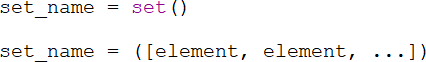 set_name = set()
set_name = ([element, element, ...])